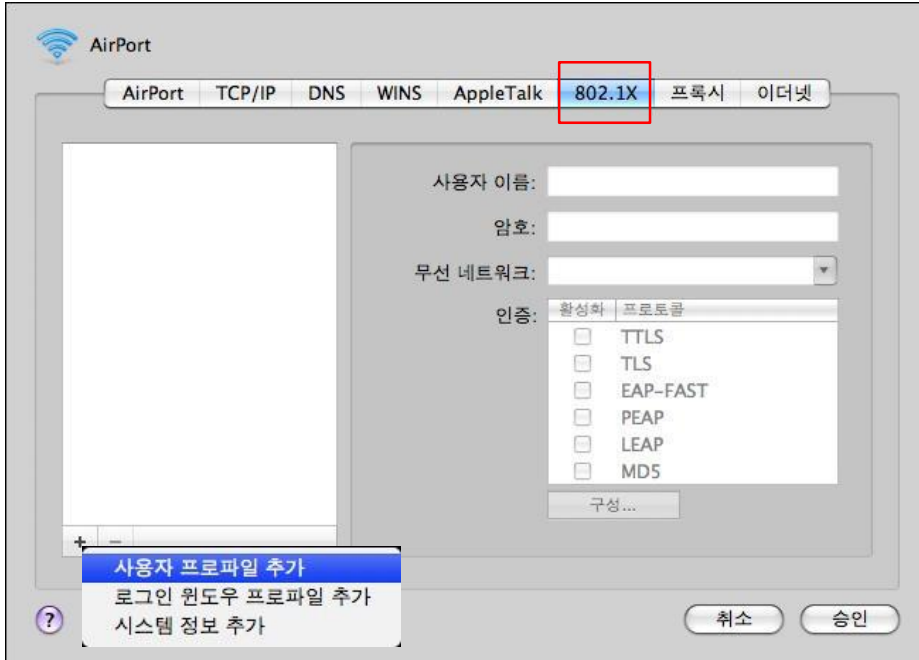 AirPort
AirPort TCP/IP DNS WINS AppleTalk 802.1X 프록시 이더넷
사용자 이름:
암호:
무선 네트워크:
인증:
활성화 프로토콜
TTLS
TLS
EAP-FAST
PEAP
LEAP
MD5
구성...
+ −
사용자 프로파일 추가
로그인 윈도우 프로파일 추가
시스템 정보 추가
?
취소 승인